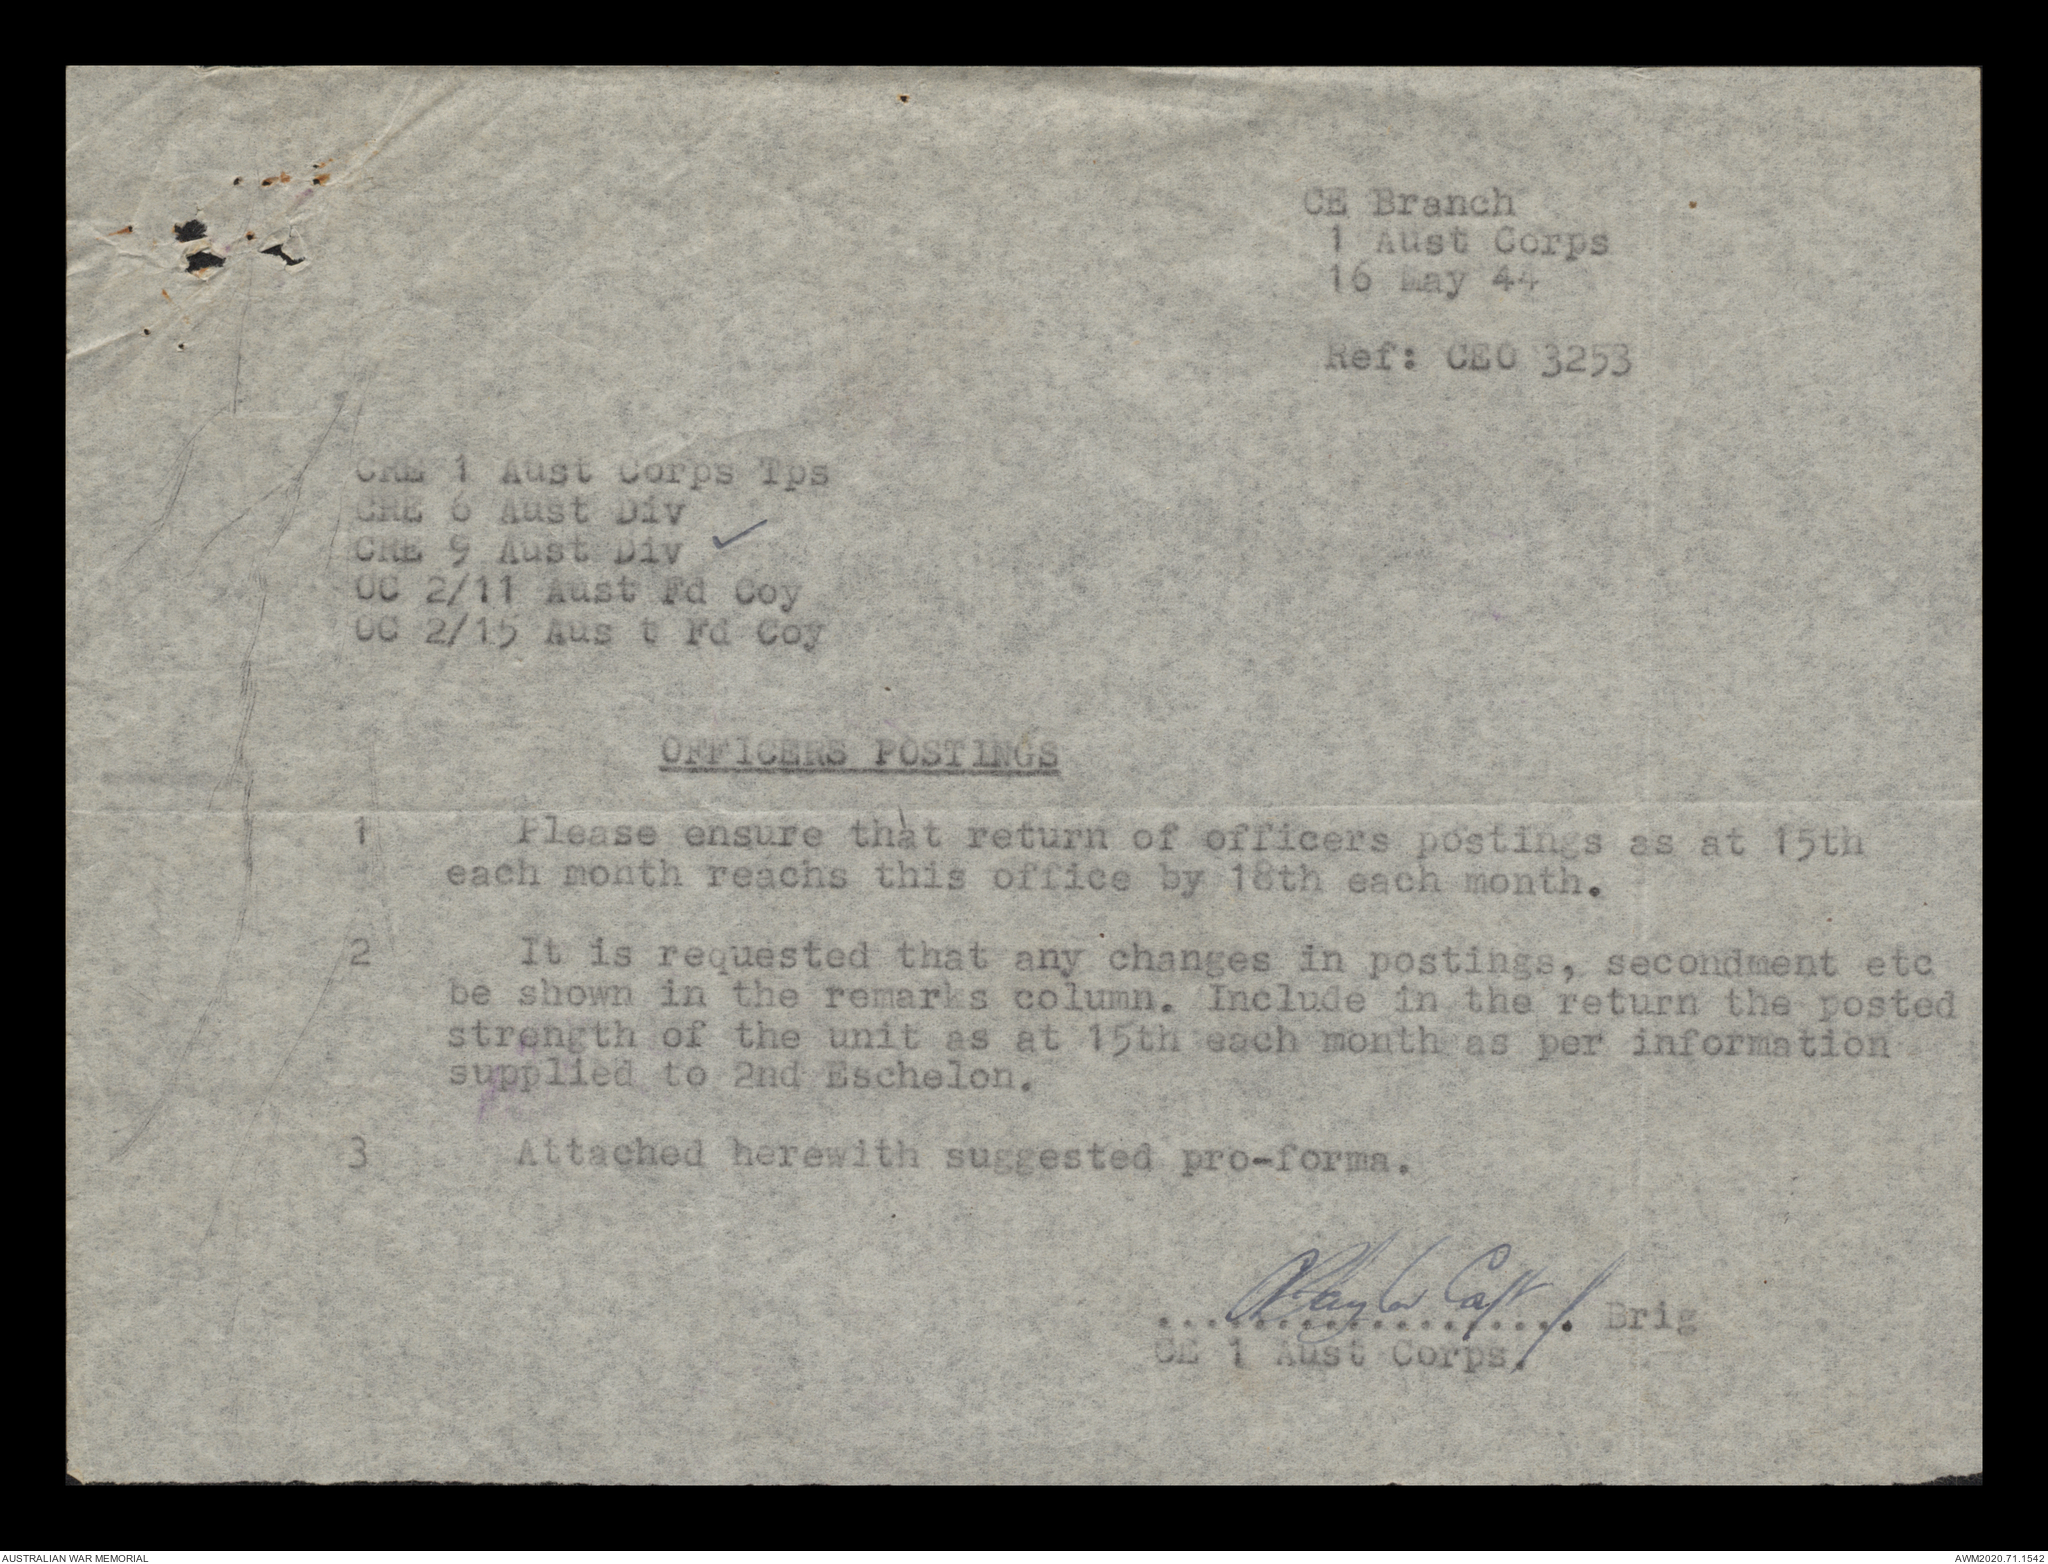 CE Branch
1 Aust Corps
16 May 44
Ref: CEO 3253
CRE 1 Aust Corps Tps
CRE 6 Aust Div
CRE 9 Aust Div ✓
OC 2/11 Aust Fd Coy
OC 2/15 Aus t Fd Coy
OFFICERS POSTINGS
1 Please ensure that return of officers postings as at 15th
each month reachs this office by 18th each month.
2 It is requested that any changes in postings, secondment etc
be shown in the remarks column. Include in the return the posted
strength of the unit as at 15th each month as per information
supplied to 2nd Eschelon.
3 Attached herewith suggested pro-forma.
Capt
.................. Brig
CE 1 Aust Corps.
AUSTRALIAN WAR MEMORIAL
AWM2020.71.1542